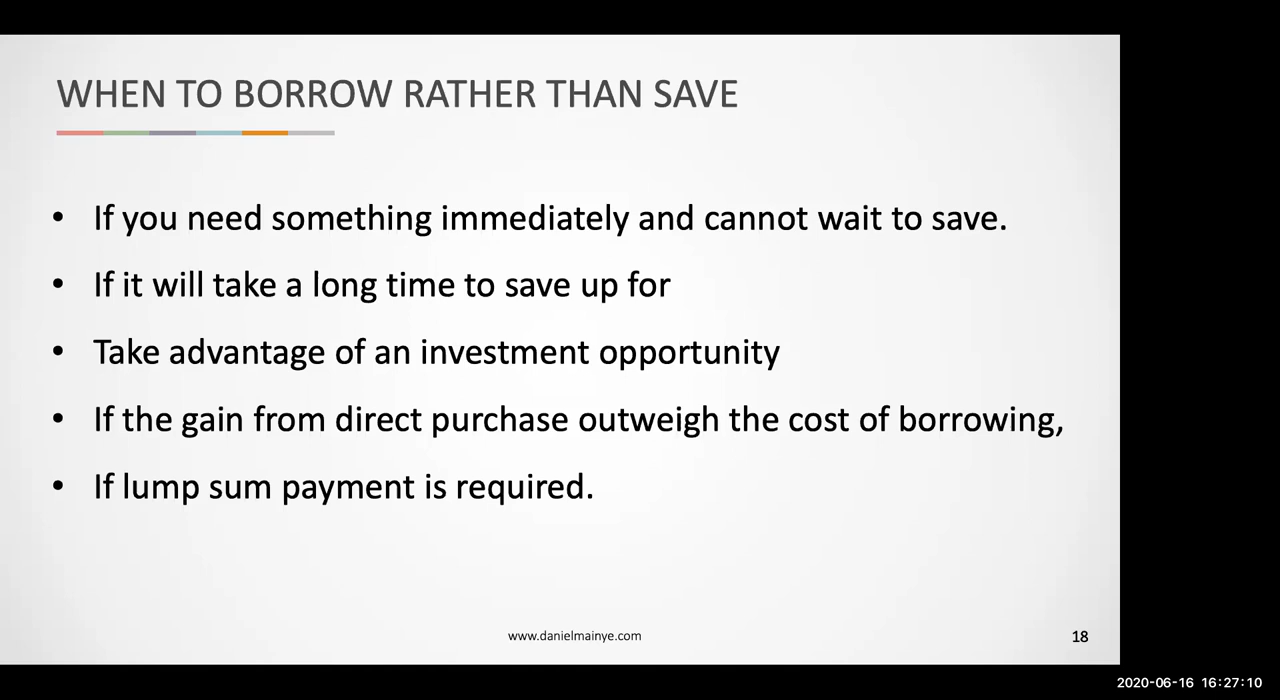 WHEN TO BORROW RATHER THAN SAVE
• If you need something immediately and cannot wait to save.
• If it will take a long time to save up for
• Take advantage of an investment opportunity
• If the gain from direct purchase outweigh the cost of borrowing,
• If lump sum payment is required.
www.danielmainye.com
18
2020-06-16 16:27:10